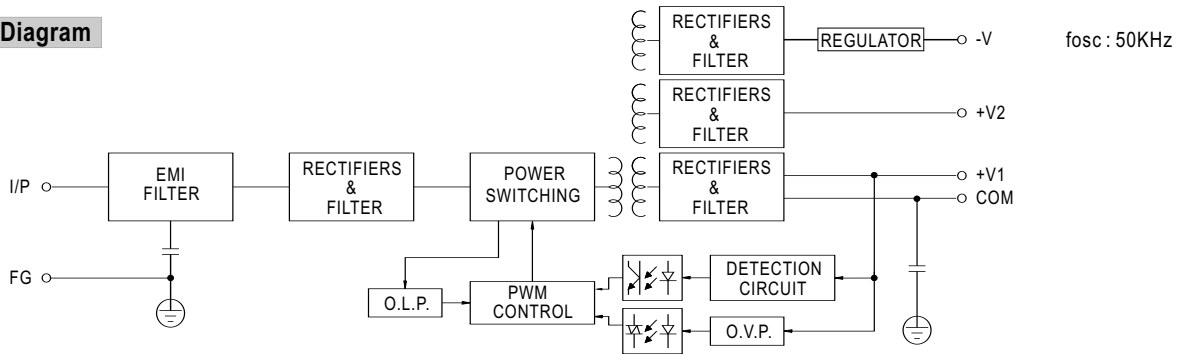 Diagram
RECTIFIERS
&
FILTER
REGULATOR
-V
fosc : 50KHz
RECTIFIERS
&
FILTER
+V2
I/P
EMI
FILTER
RECTIFIERS
&
FILTER
POWER
SWITCHING
RECTIFIERS
&
FILTER
+V1
COM
FG
O.L.P.
PWM
CONTROL
DETECTION
CIRCUIT
O.V.P.